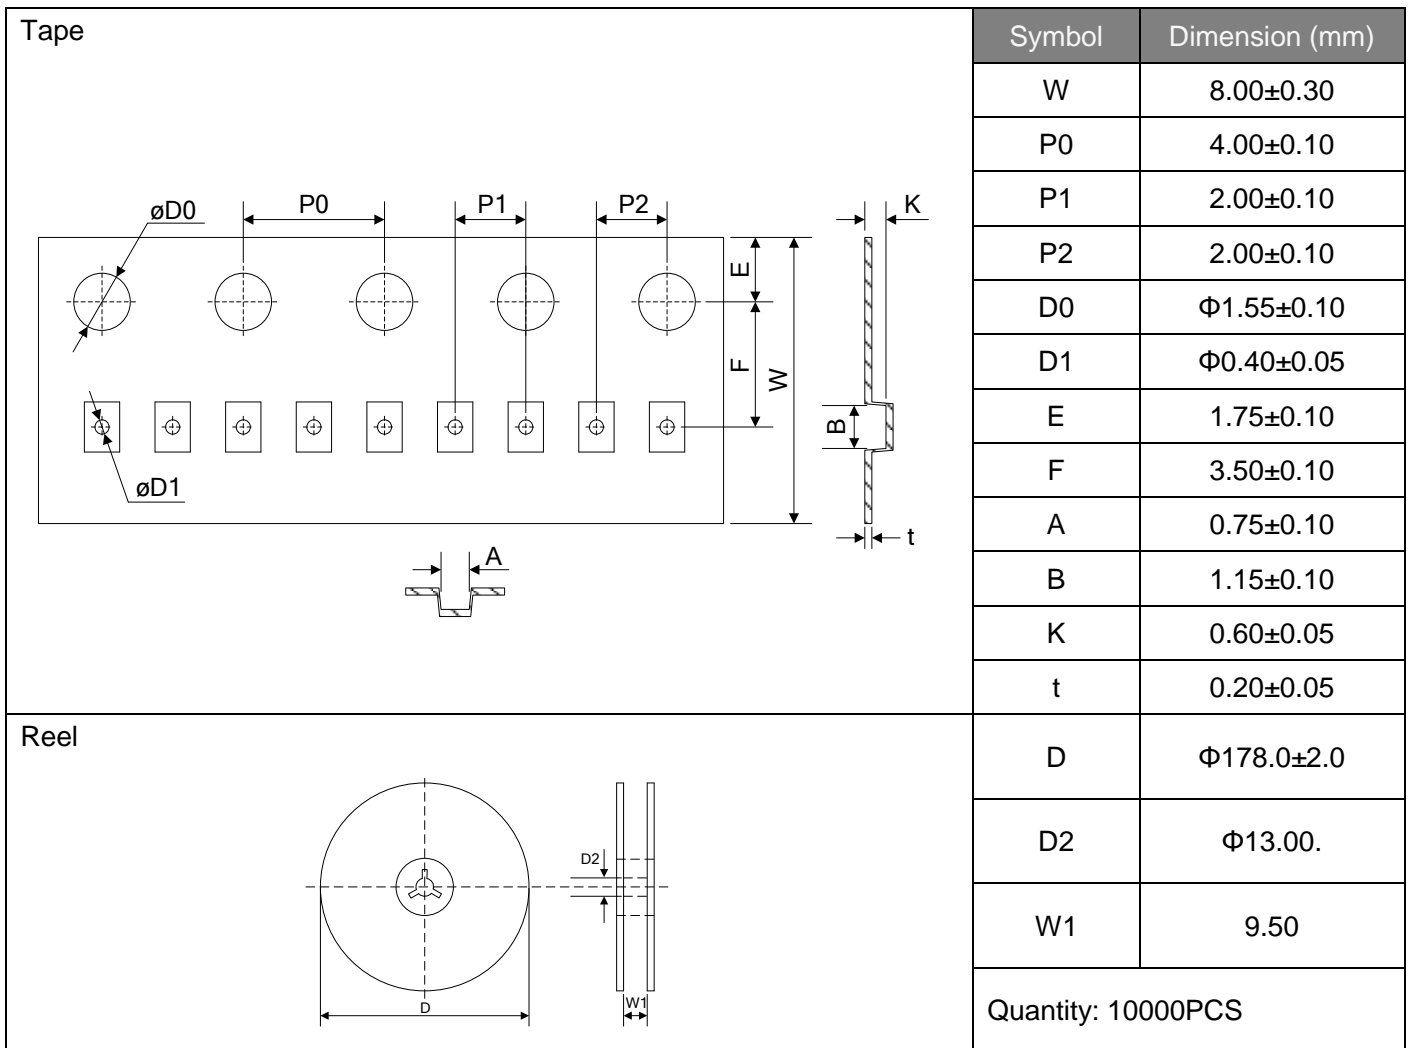 Tape
øD0
P0
P1
P2
K
E
F
W
B
øD1
t
A
Symbol Dimension (mm)
W 8.00±0.30
P0 4.00±0.10
P1 2.00±0.10
P2 2.00±0.10
D0 Φ1.55±0.10
D1 Φ0.40±0.05
E 1.75±0.10
F 3.50±0.10
A 0.75±0.10
B 1.15±0.10
K 0.60±0.05
t 0.20±0.05
Reel
D2
D
W1
D Φ178.0±2.0
D2 Φ13.00.
W1 9.50
Quantity: 10000PCS